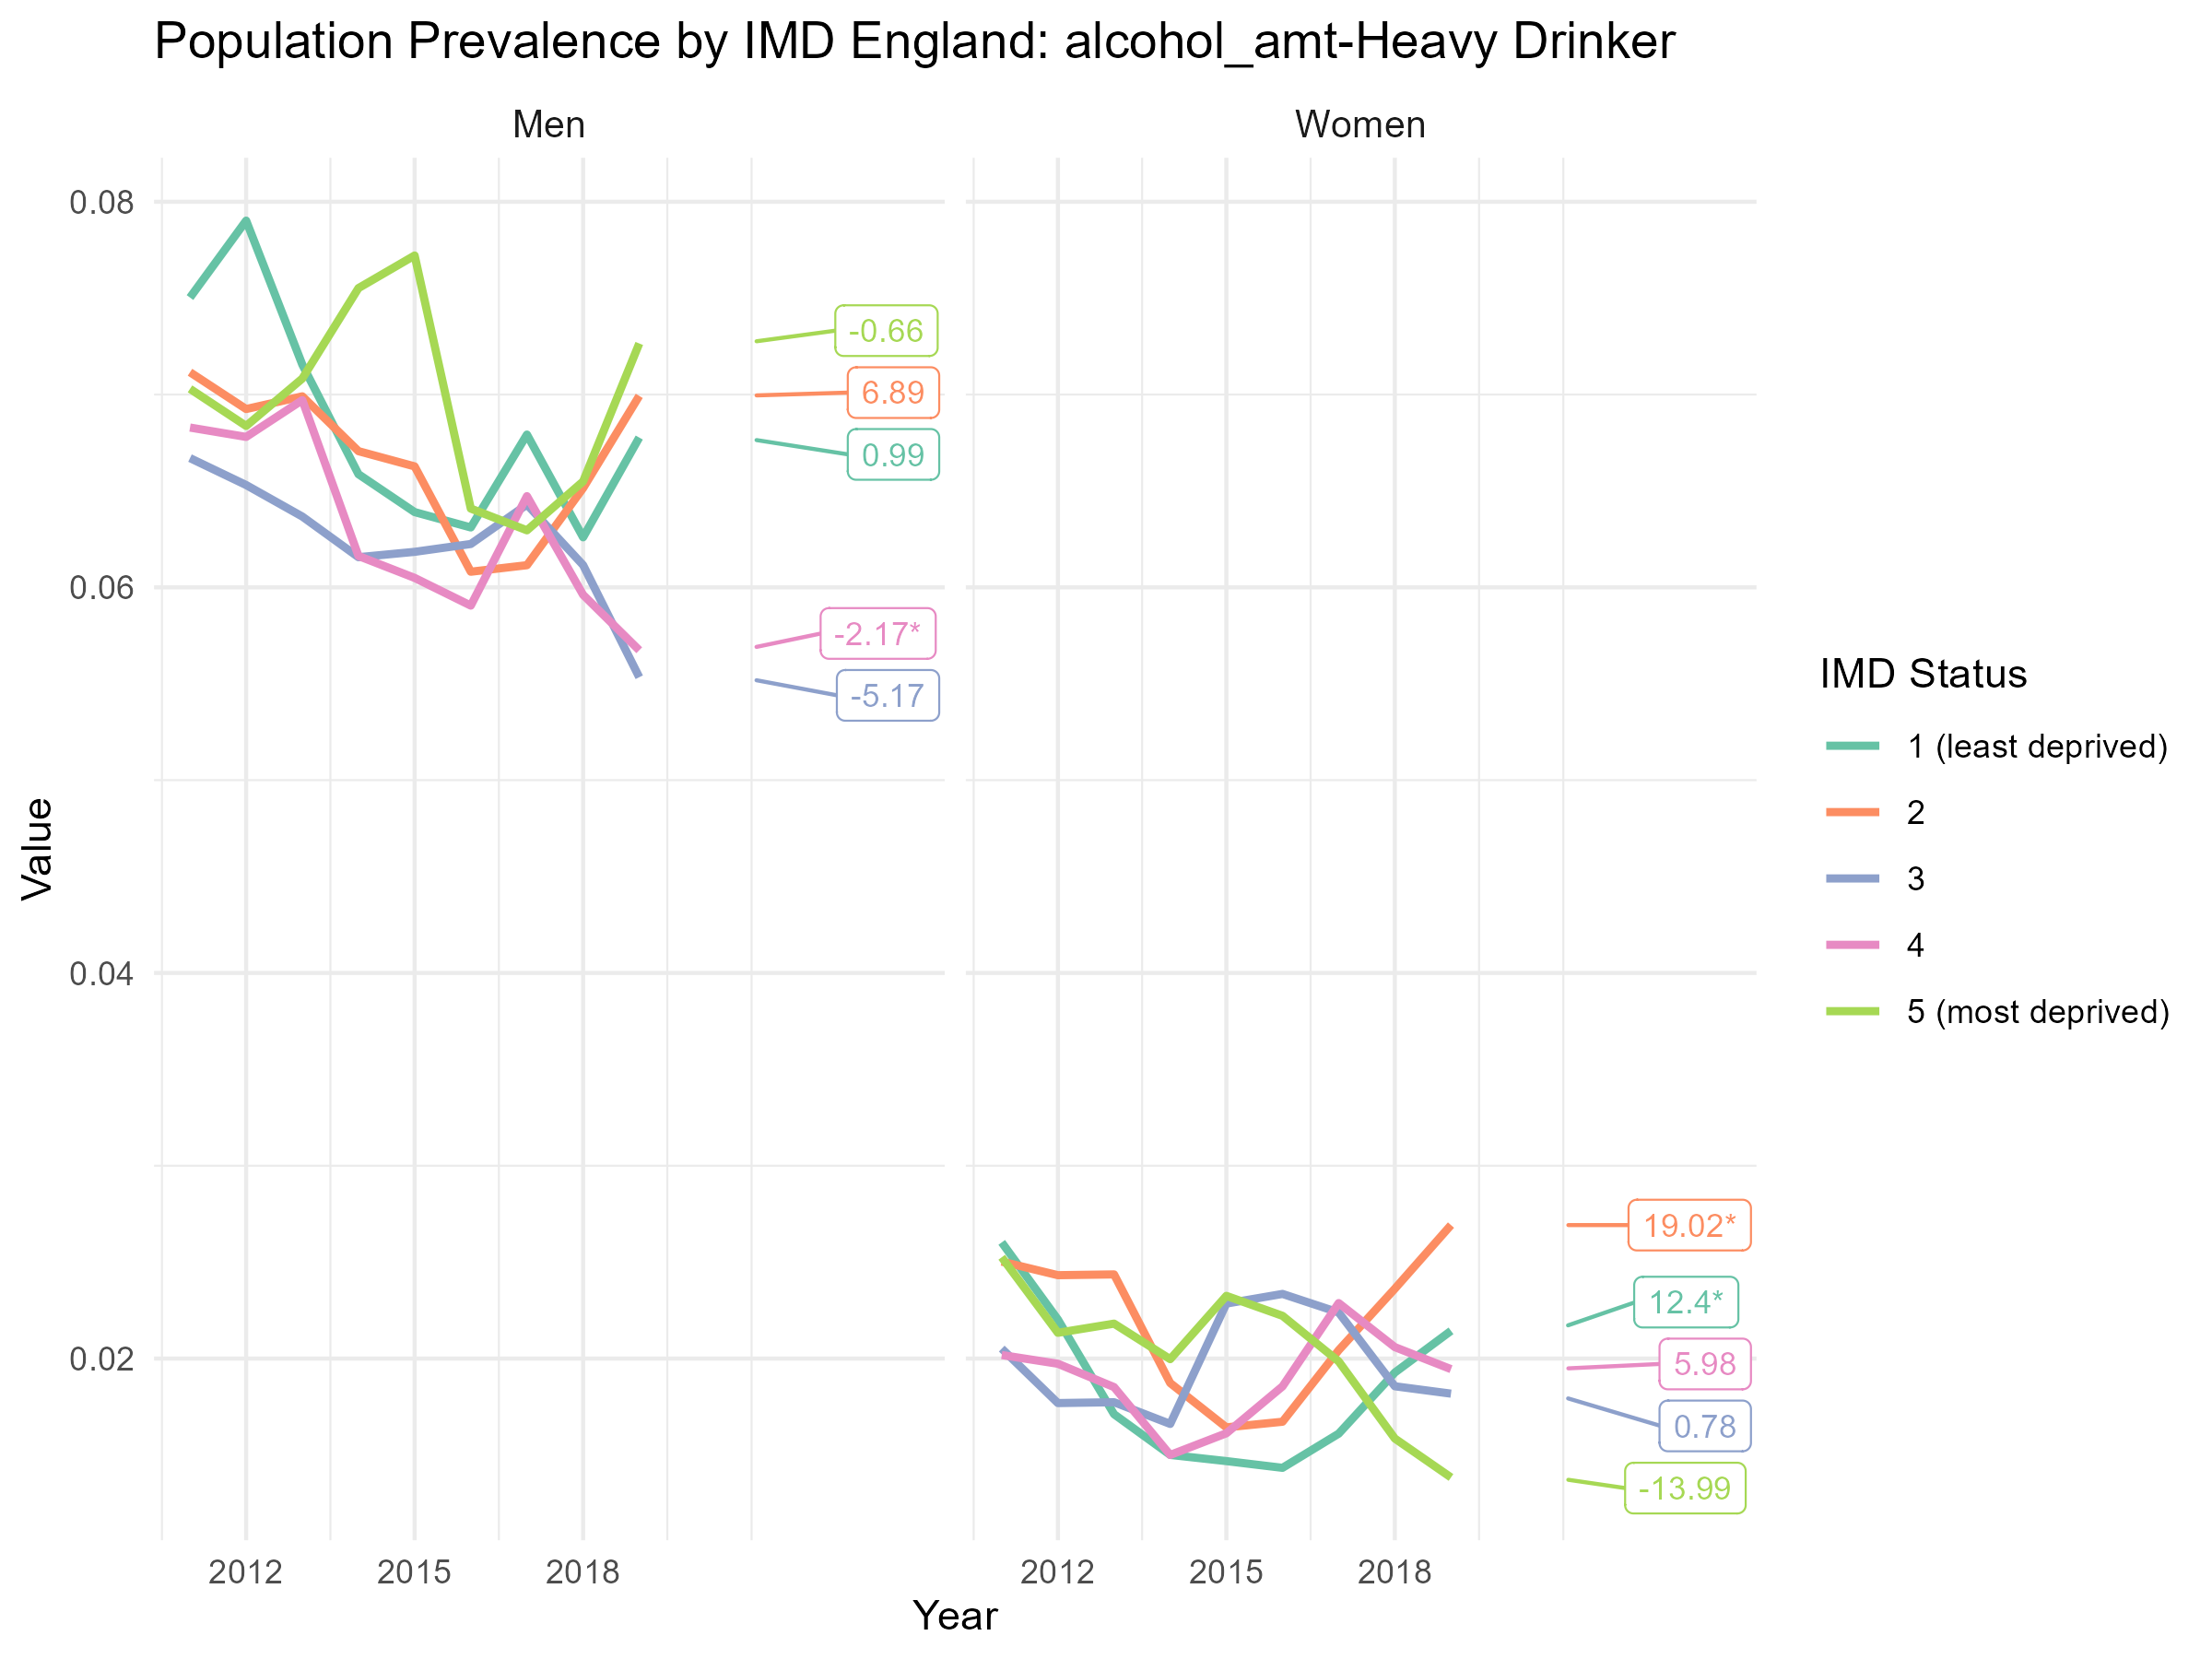 Population Prevalence by IMD England: alcohol_amt-Heavy Drinker
Men
Women
0.08
0.06
0.04
0.02
Value
-0.66
6.89
0.99
-2.17*
-5.17
19.02*
12.4*
5.98
0.78
-13.99
2012
2015
2018
2012
2015
2018
Year
IMD Status
1 (least deprived)
2
3
4
5 (most deprived)